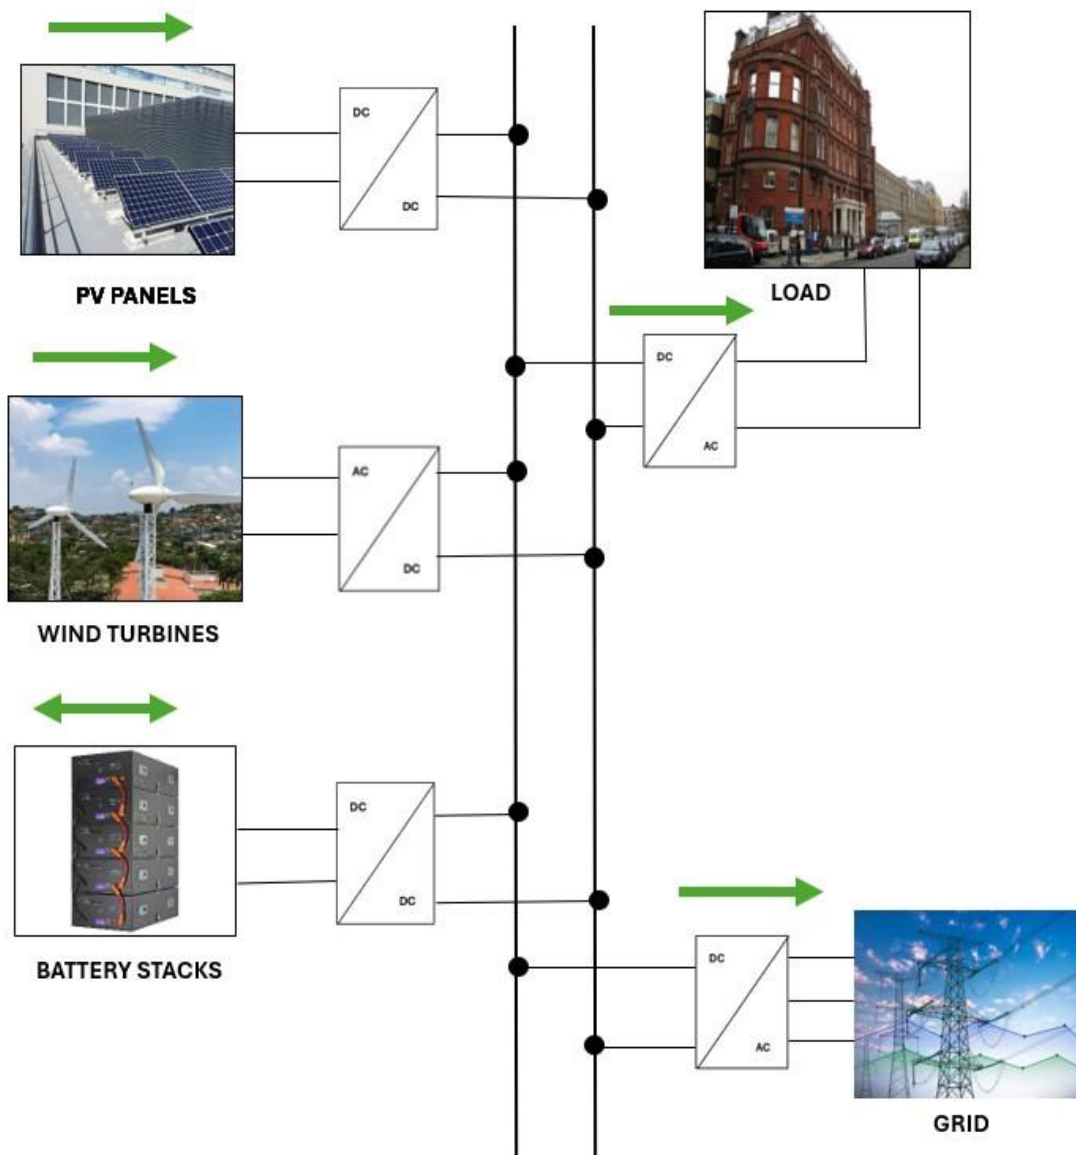 DC
DC
PV PANELS
LOAD
DC
AC
AC
DC
WIND TURBINES
DC
DC
BATTERY STACKS
DC
AC
GRID